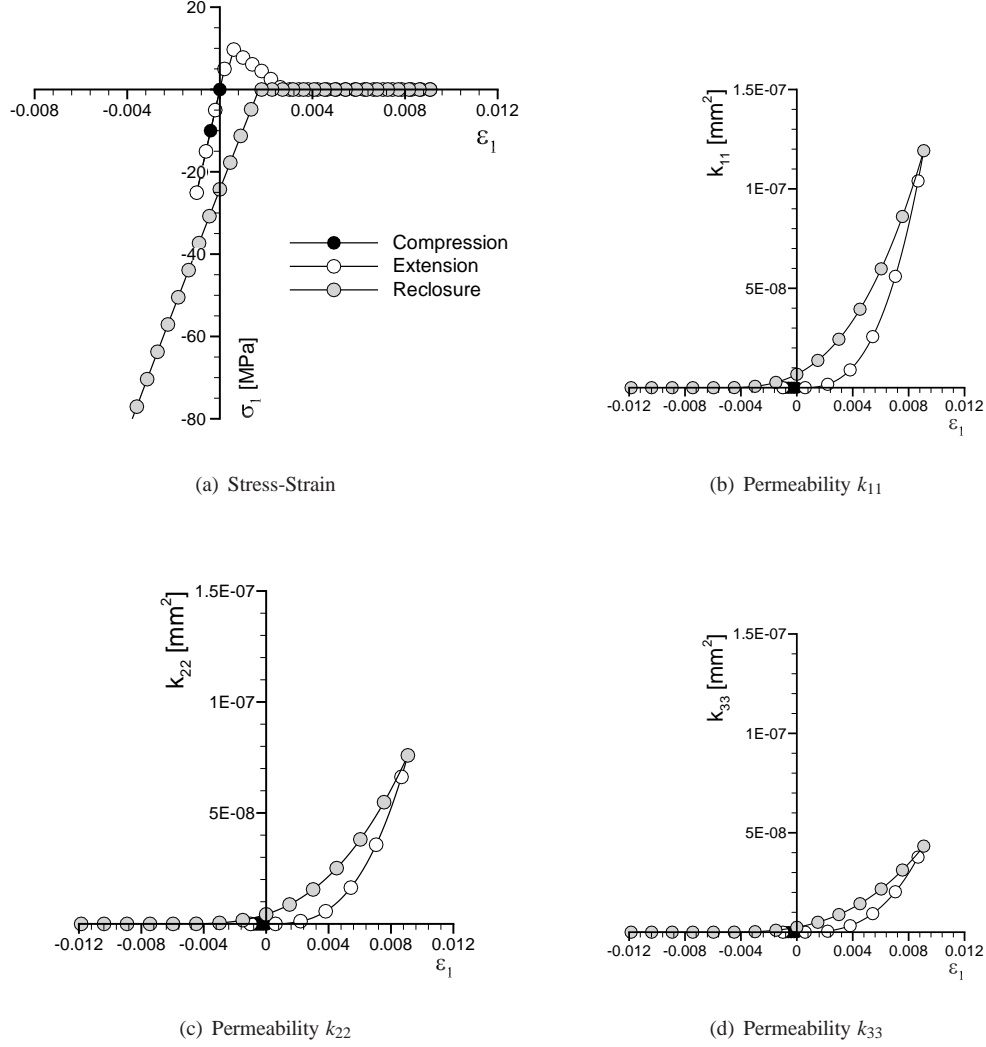 20
-0.008
-0.004
0.004
0.008
0.012
ε1
-20
-40
-60
-80
σ1 [MPa]
Compression
Extension
Reclosure
(a) Stress-Strain
1.5E-07
1E-07
5E-08
k11 [mm²]
-0.012
-0.008
-0.004
0
0.004
0.008
0.012
ε1
(b) Permeability k11
1.5E-07
1E-07
5E-08
k22 [mm²]
-0.012
-0.008
-0.004
0
0.004
0.008
0.012
ε1
(c) Permeability k22
1.5E-07
1E-07
5E-08
k33 [mm²]
-0.012
-0.008
-0.004
0
0.004
0.008
0.012
ε1
(d) Permeability k33